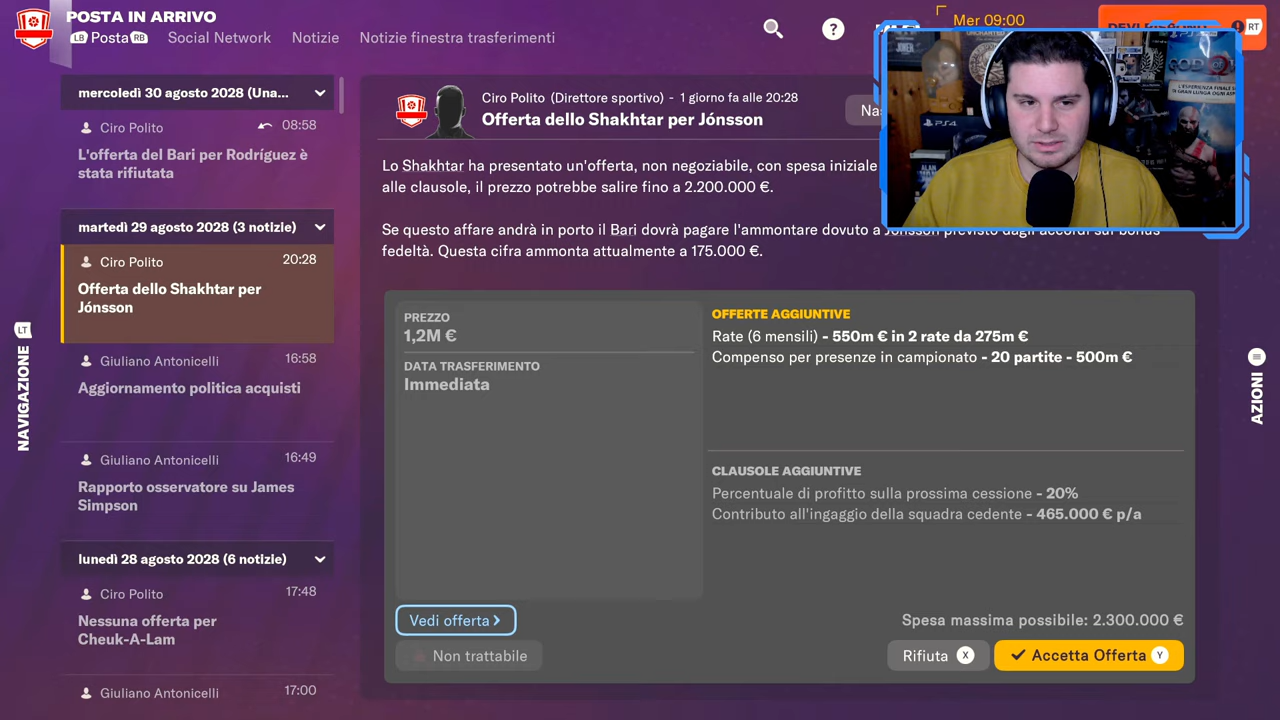 POSTA IN ARRIVO
LB Posta RB Social Network Notizie Notizie finestra trasferimenti
?
Mer 09:00
RT
mercoledì 30 agosto 2028 (Una...
Ciro Polito 08:58
L'offerta del Bari per Rodríguez è
stata rifiutata
martedì 29 agosto 2028 (3 notizie)
Ciro Polito 20:28
Offerta dello Shakhtar per
Jónsson
Giuliano Antonicelli 16:58
Aggiornamento politica acquisti
Giuliano Antonicelli 16:49
Rapporto osservatore su James
Simpson
lunedì 28 agosto 2028 (6 notizie)
Ciro Polito 17:48
Nessuna offerta per
Cheuk-A-Lam
Giuliano Antonicelli 17:00
LT
NAVIGAZIONE
Ciro Polito (Direttore sportivo) - 1 giorno fa alle 20:28
Offerta dello Shakhtar per Jónsson
Lo Shakhtar ha presentato un'offerta, non negoziabile, con spesa iniziale
alle clausole, il prezzo potrebbe salire fino a 2.200.000 €.
Se questo affare andrà in porto il Bari dovrà pagare l'ammontare dovuto a Jónsson previsto dagli accordi sui bonus
fedeltà. Questa cifra ammonta attualmente a 175.000 €.
PREZZO
1,2M €
DATA TRASFERIMENTO
Immediata
OFFERTE AGGIUNTIVE
Rate (6 mensili) - 550m € in 2 rate da 275m €
Compenso per presenze in campionato - 20 partite - 500m €
CLAUSOLE AGGIUNTIVE
Percentuale di profitto sulla prossima cessione - 20%
Contributo all'ingaggio della squadra cedente - 465.000 € p/a
Vedi offerta
Spesa massima possibile: 2.300.000 €
Non trattabile
Rifiuta X
Accetta Offerta Y
AZIONI
PS4